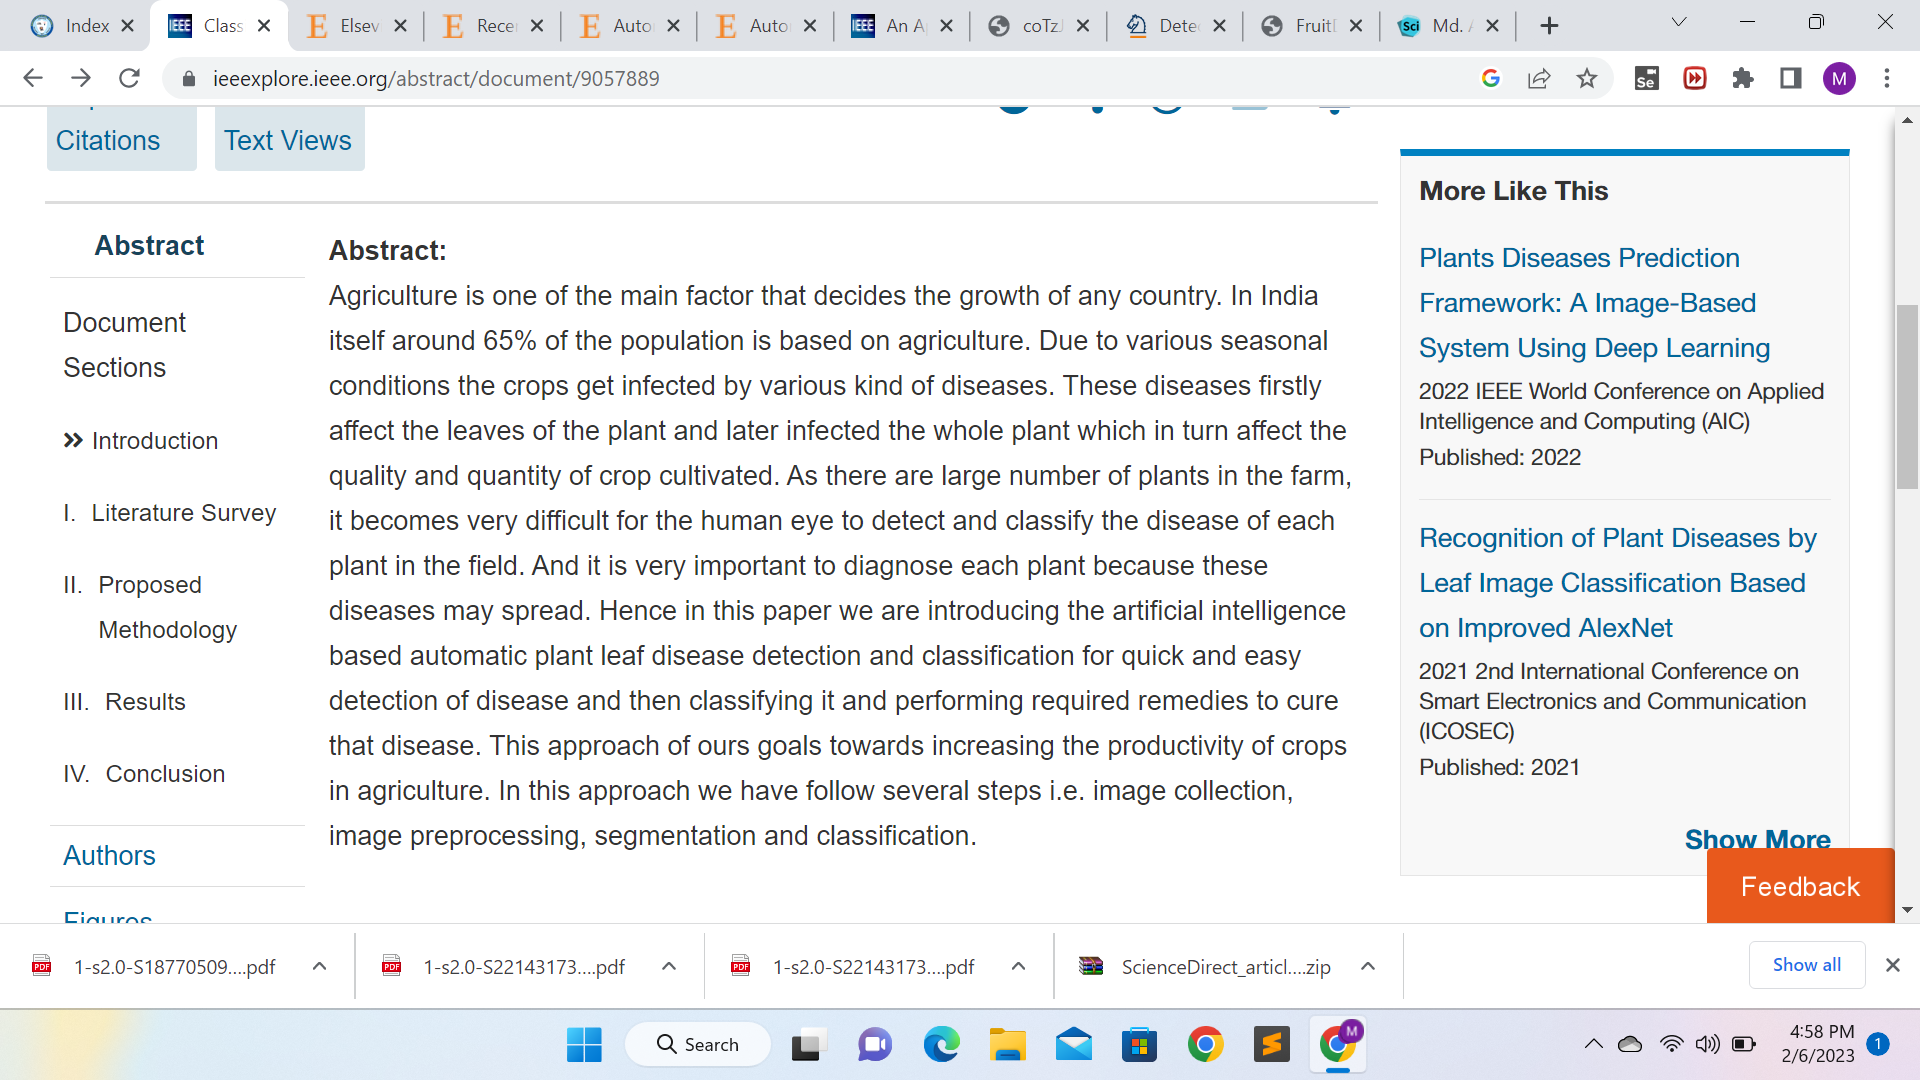 Index
Class
Elsev
Recen
Auto
Auto
An A
coTzJ
Dete
Fruit
Md. A
ieeexplore.ieee.org/abstract/document/9057889
Citations
Text Views
Abstract
Document
Sections
Introduction
I. Literature Survey
II. Proposed
Methodology
III. Results
IV. Conclusion
Authors
Figures
Abstract:
Agriculture is one of the main factor that decides the growth of any country. In India
itself around 65% of the population is based on agriculture. Due to various seasonal
conditions the crops get infected by various kind of diseases. These diseases firstly
affect the leaves of the plant and later infected the whole plant which in turn affect the
quality and quantity of crop cultivated. As there are large number of plants in the farm,
it becomes very difficult for the human eye to detect and classify the disease of each
plant in the field. And it is very important to diagnose each plant because these
diseases may spread. Hence in this paper we are introducing the artificial intelligence
based automatic plant leaf disease detection and classification for quick and easy
detection of disease and then classifying it and performing required remedies to cure
that disease. This approach of ours goals towards increasing the productivity of crops
in agriculture. In this approach we have follow several steps i.e. image collection,
image preprocessing, segmentation and classification.
More Like This
Plants Diseases Prediction
Framework: A Image-Based
System Using Deep Learning
2022 IEEE World Conference on Applied
Intelligence and Computing (AIC)
Published: 2022
Recognition of Plant Diseases by
Leaf Image Classification Based
on Improved AlexNet
2021 2nd International Conference on
Smart Electronics and Communication
(ICOSEC)
Published: 2021
Show More
Feedback
1-s2.0-S18770509....pdf
1-s2.0-S22143173....pdf
1-s2.0-S22143173....pdf
ScienceDirect_articl....zip
Show all
Search
4:58 PM
2/6/2023
1